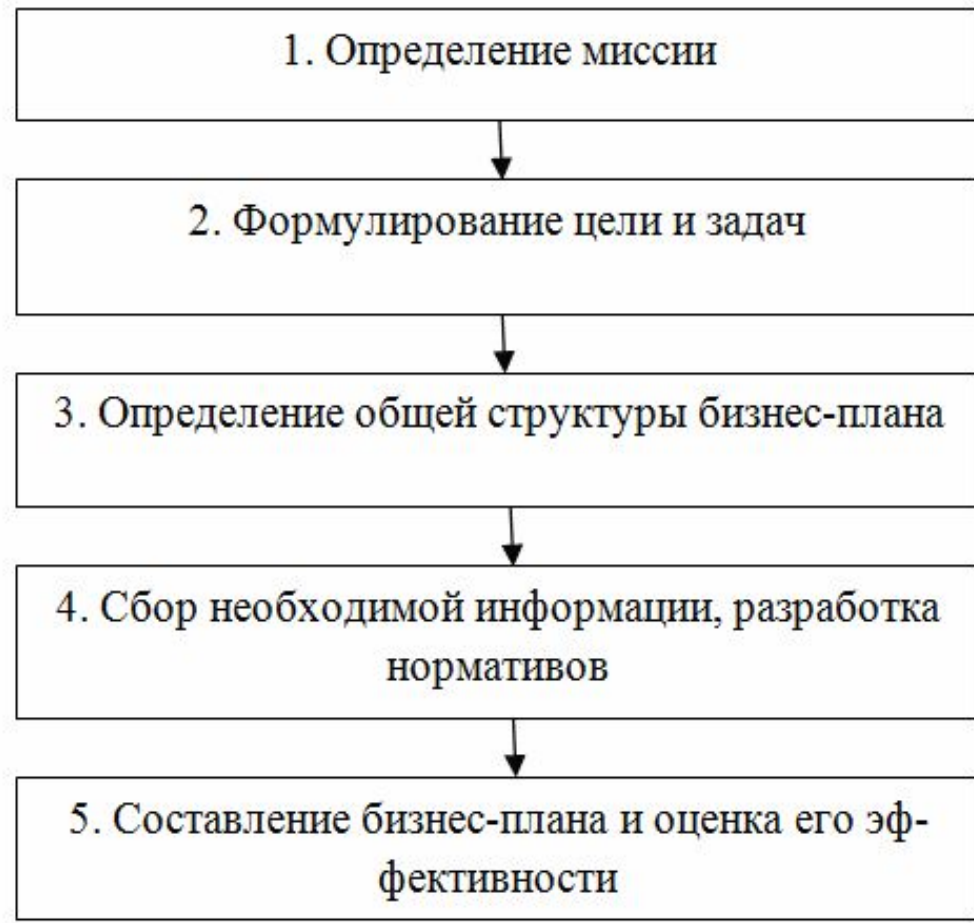 1. Определение миссии
2. Формулирование цели и задач
3. Определение общей структуры бизнес-плана
4. Сбор необходимой информации, разработка
нормативов
5. Составление бизнес-плана и оценка его эф-
фективности